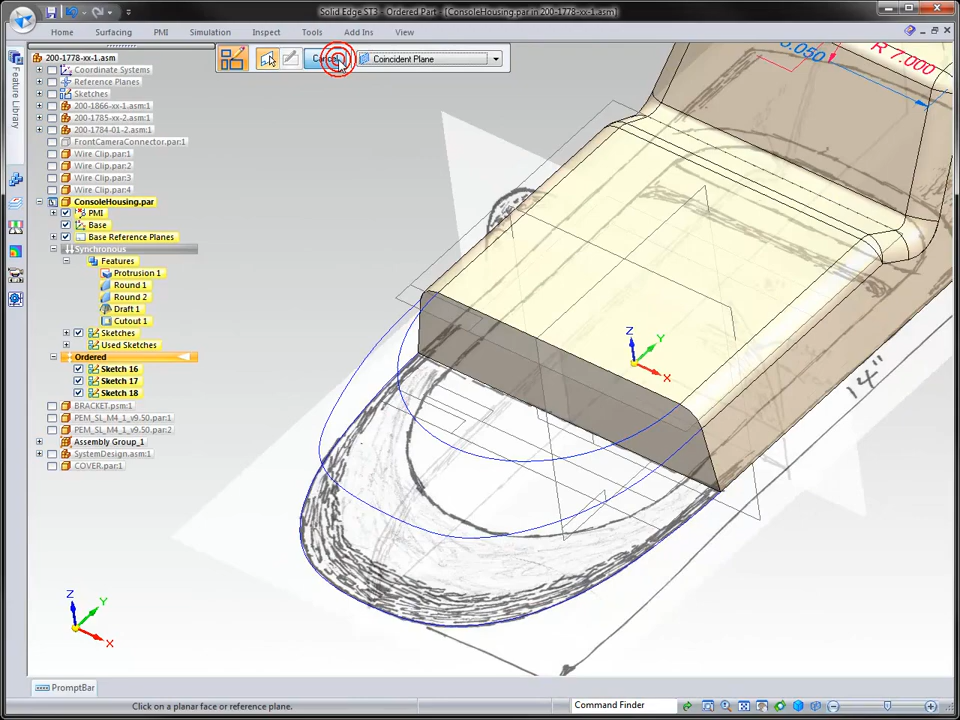 Solid Edge ST3 - Ordered Part - [ConsoleHousing.par in 200-1778-xx-1.asm]
Home Surfacing PMI Simulation Inspect Tools Add Ins View
Feature Library
Coincident Plane
200-1778-xx-1.asm
Coordinate Systems
Reference Planes
Sketches
200-1866-xx-1.asm:1
200-1785-xx-2.asm:1
200-1784-01-2.asm:1
FrontCameraConnector.par:1
Wire Clip.par:1
Wire Clip.par:2
Wire Clip.par:3
Wire Clip.par:4
ConsoleHousing.par
PMI
Base
Base Reference Planes
Synchronous
Features
Protrusion 1
Round 1
Round 2
Draft 1
Cutout 1
Sketches
Used Sketches
Ordered
Sketch 16
Sketch 17
Sketch 18
BRACKET.psm:1
PEM_SL_M4_1_v9.50.par:1
PEM_SL_M4_1_v9.50.par:2
Assembly Group_1
SystemDesign.asm:1
COVER.par:1
R 7.000
Z
Y
X
14"
Z
Y
X
PromptBar
Click on a planar face or reference plane.
Command Finder